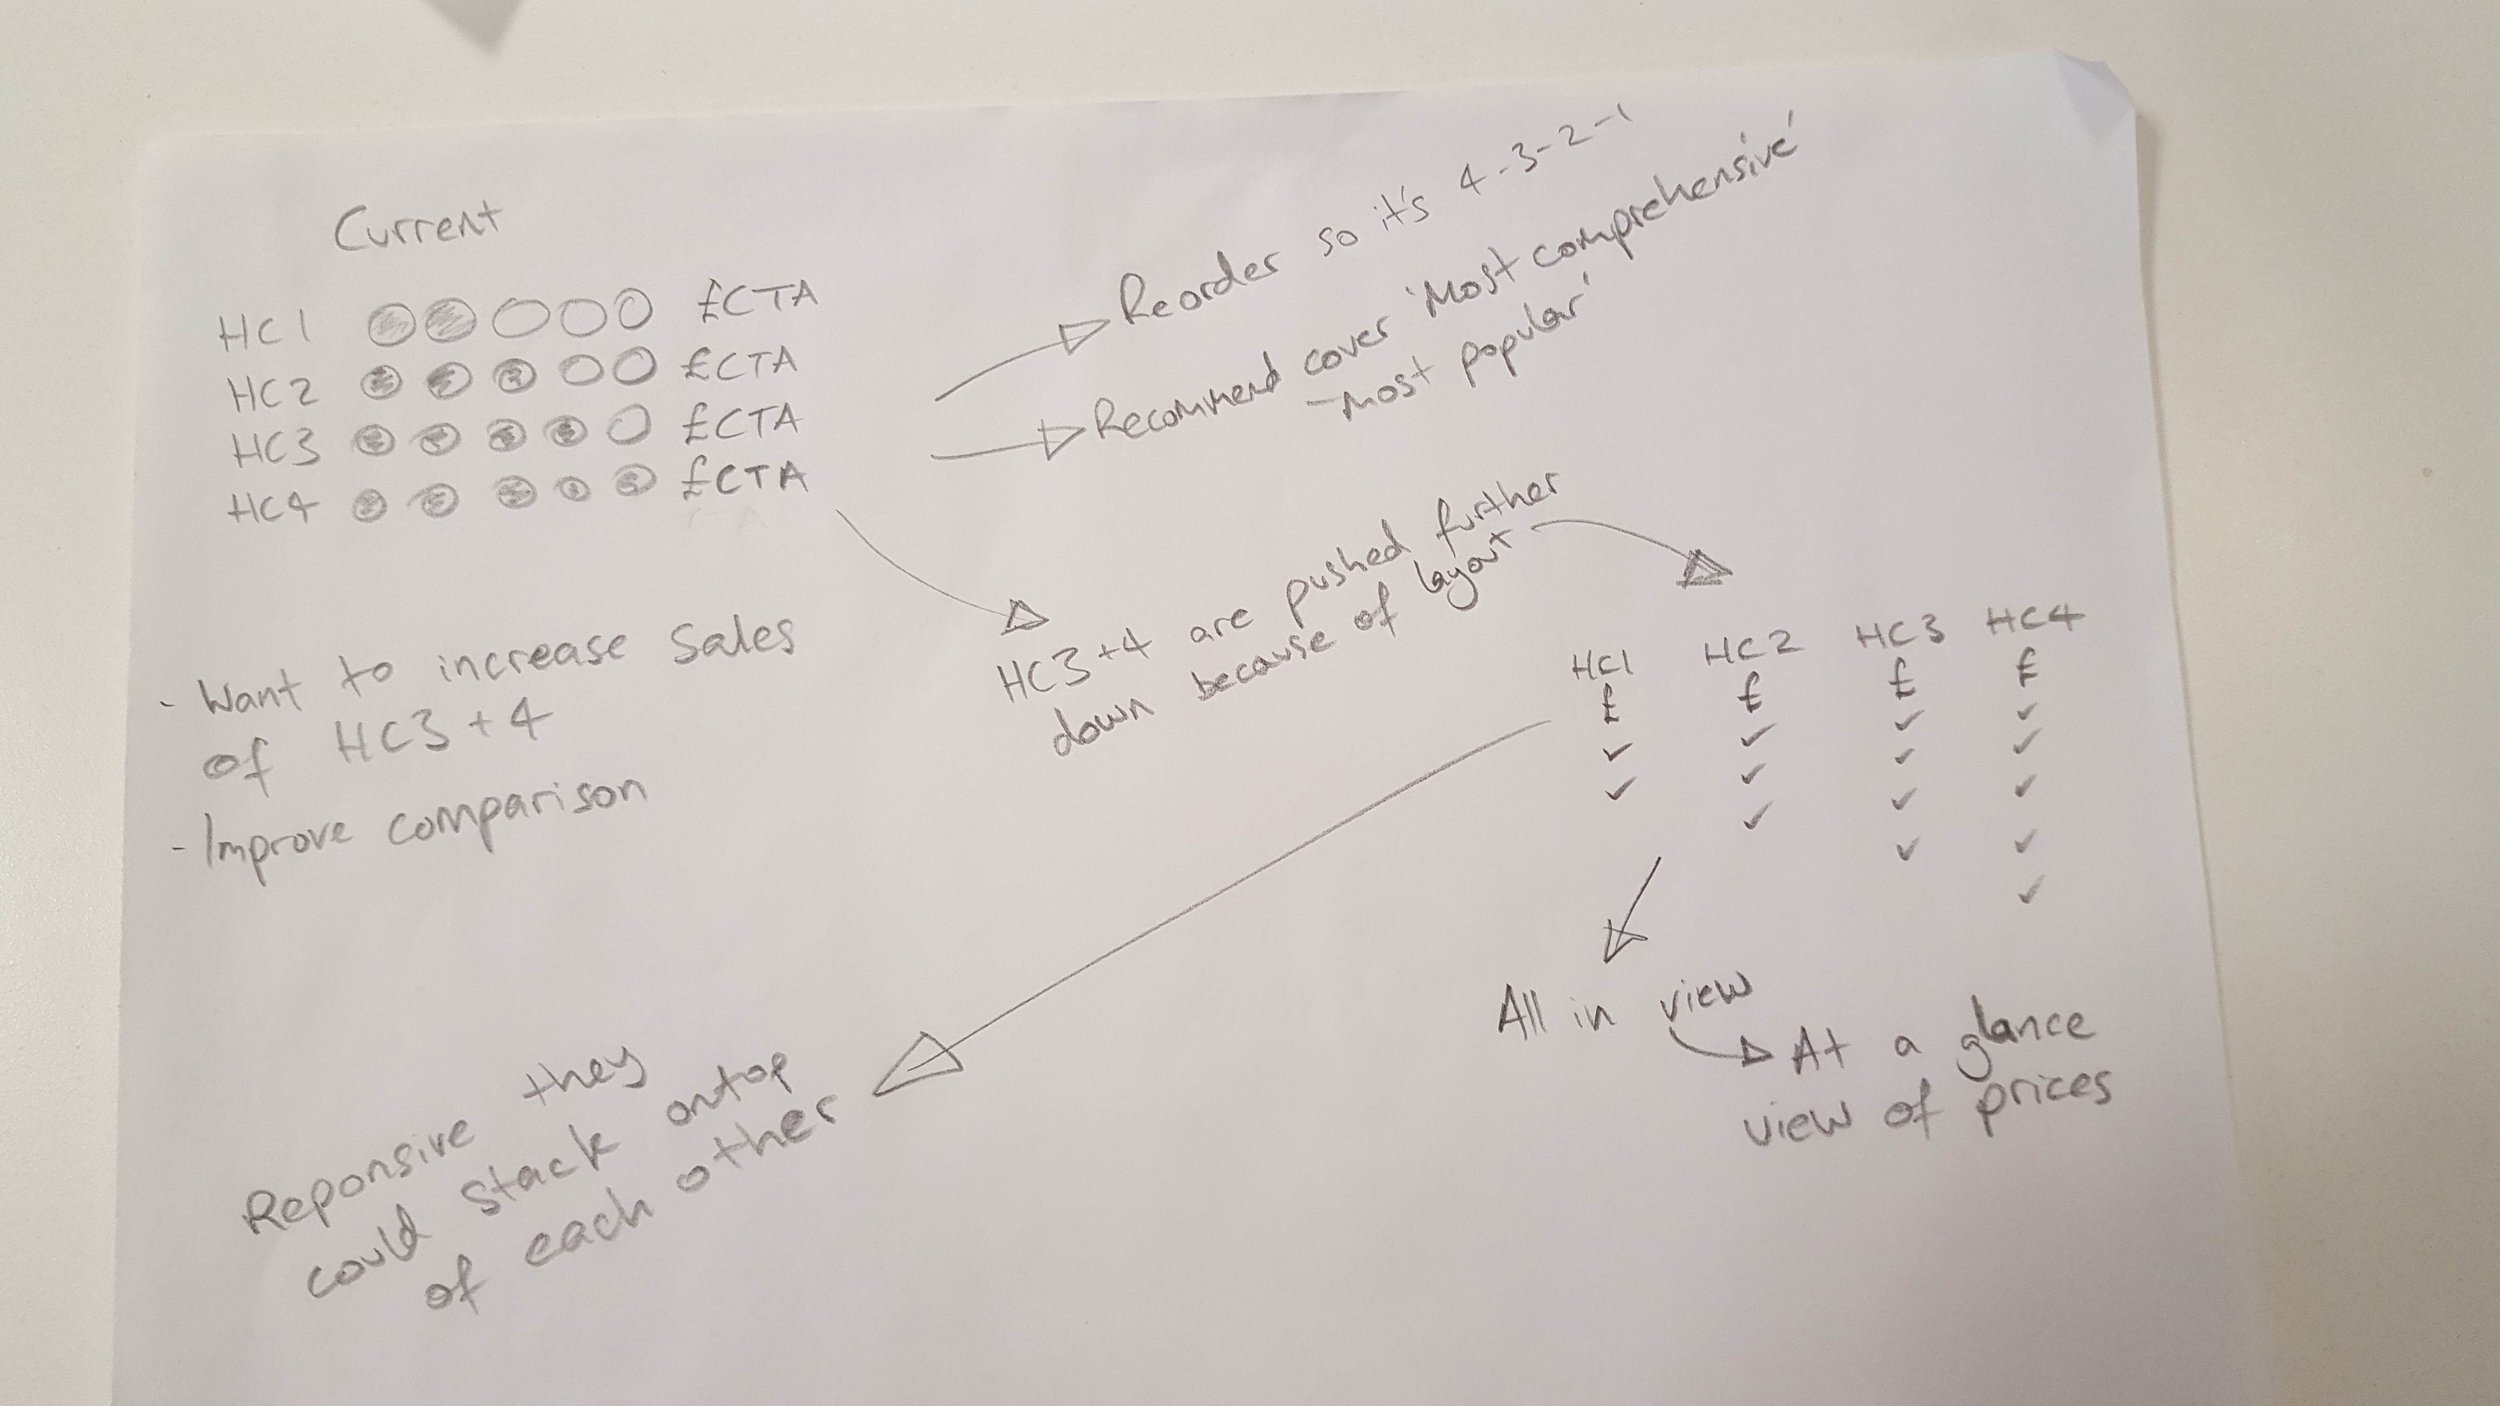 Current
HC1 £CTA
HC2 £CTA
HC3 £CTA
HC4 £CTA
Reorder so it's 4-3-2-1
Recommend cover 'Most comprehensive'
-Most popular'
HC3+4 are pushed further
down because of layout
- Want to increase Sales
of HC3+4
- Improve comparison
HC1 HC2 HC3 HC4
£ £ £ £
✓ ✓ ✓ ✓
✓ ✓ ✓ ✓
✓ ✓ ✓
✓ ✓
✓
All in view
At a glance
view of prices
Reponsive they
could stack ontop
of each other